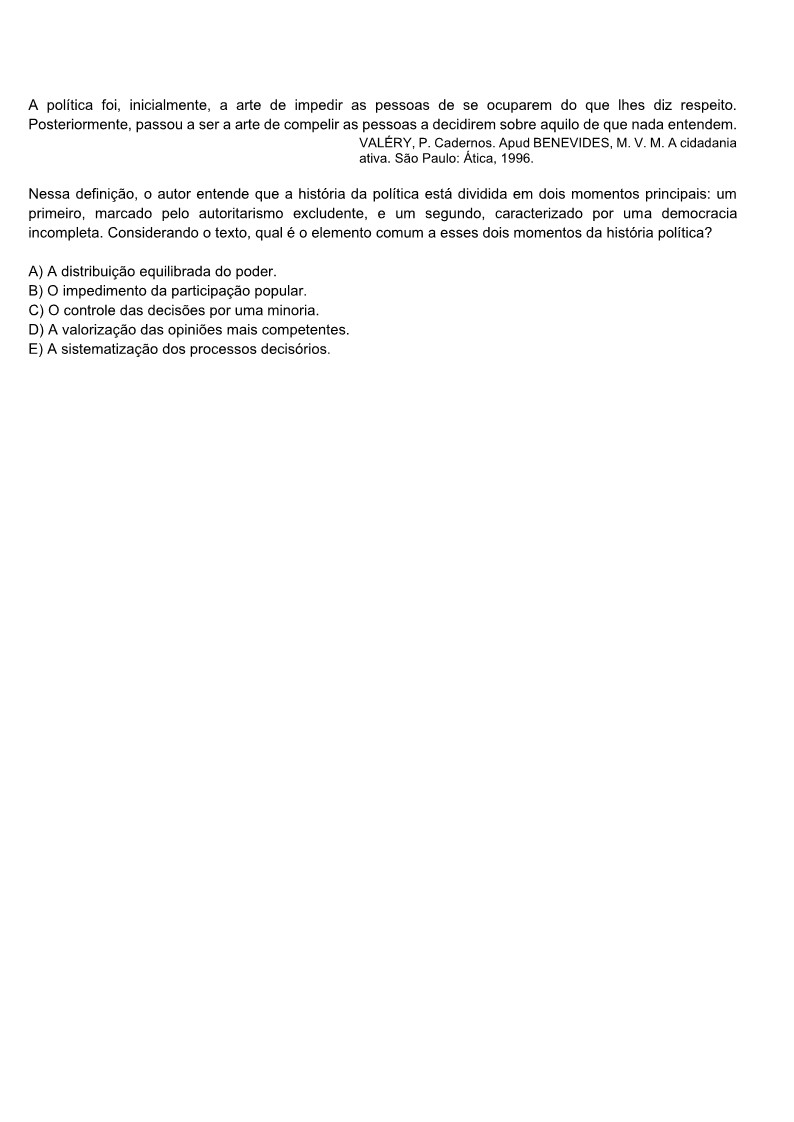 A política foi, inicialmente, a arte de impedir as pessoas de se ocuparem do que lhes diz respeito.
Posteriormente, passou a ser a arte de compelir as pessoas a decidirem sobre aquilo de que nada entendem.
VALÉRY, P. Cadernos. Apud BENEVIDES, M. V. M. A cidadania
ativa. São Paulo: Ática, 1996.
Nessa definição, o autor entende que a história da política está dividida em dois momentos principais: um
primeiro, marcado pelo autoritarismo excludente, e um segundo, caracterizado por uma democracia
incompleta. Considerando o texto, qual é o elemento comum a esses dois momentos da história política?
A) A distribuição equilibrada do poder.
B) O impedimento da participação popular.
C) O controle das decisões por uma minoria.
D) A valorização das opiniões mais competentes.
E) A sistematização dos processos decisórios.